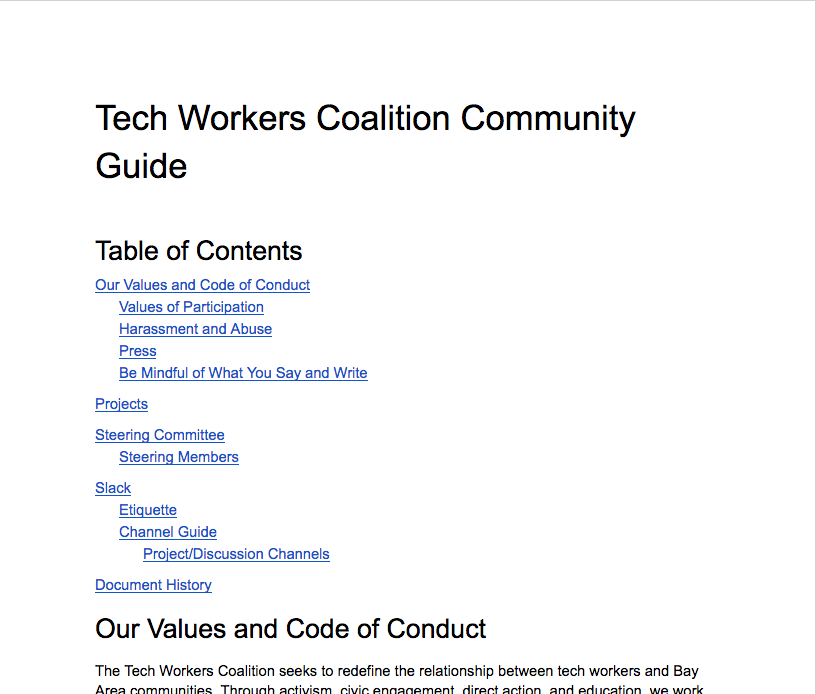 Tech Workers Coalition Community
Guide
Table of Contents
Our Values and Code of Conduct
Values of Participation
Harassment and Abuse
Press
Be Mindful of What You Say and Write
Projects
Steering Committee
Steering Members
Slack
Etiquette
Channel Guide
Project/Discussion Channels
Document History
Our Values and Code of Conduct
The Tech Workers Coalition seeks to redefine the relationship between tech workers and Bay
Area communities. Through activism, civic engagement, direct action, and education, we work